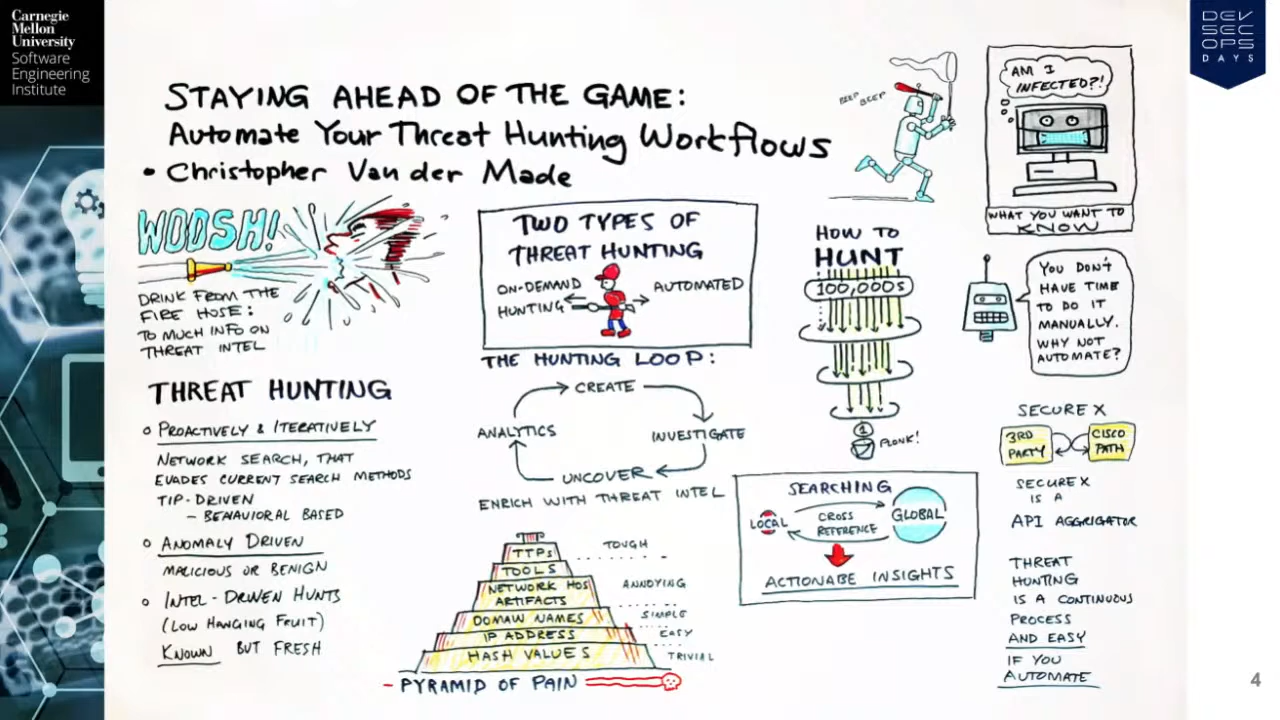 Carnegie
Mellon
University
Software
Engineering
Institute
DEV
SEC
OPS
DAYS
STAYING AHEAD OF THE GAME:
Automate Your Threat Hunting Workflows
• Christopher Van der Made
BEEP BEEP
AM I
INFECTED?!
WHAT YOU WANT TO
KNOW
WOOSH!
DRINK FROM THE
FIRE HOSE:
TO MUCH INFO ON
THREAT INTEL
THREAT HUNTING
○ PROACTIVELY & ITERATIVELY
NETWORK SEARCH, THAT
EVADES CURRENT SEARCH METHODS
TIP-DRIVEN
- BEHAVIORAL BASED
○ ANOMALY DRIVEN
MALICIOUS OR BENIGN
○ INTEL-DRIVEN HUNTS
(LOW HANGING FRUIT)
KNOWN BUT FRESH
TWO TYPES OF
THREAT HUNTING
ON-DEMAND
HUNTING
AUTOMATED
THE HUNTING LOOP:
CREATE
INVESTIGATE
UNCOVER
ANALYTICS
ENRICH WITH THREAT INTEL
TTPs
TOOLS
NETWORK HOS
ARTIFACTS
DOMAIN NAMES
IP ADDRESS
HASH VALUES
TOUGH
ANNOYING
SIMPLE
EASY
TRIVIAL
- PYRAMID OF PAIN
HOW TO
HUNT
100,000s
1
PLONK!
SEARCHING
LOCAL
CROSS
REFERENCE
GLOBAL
ACTIONABE INSIGHTS
YOU DON'T
HAVE TIME
TO DO IT
MANUALLY.
WHY NOT
AUTOMATE?
SECURE X
3RD
PARTY
CISCO
PATH
SECUREX
IS A
API AGGRIGATOR
THREAT
HUNTING
IS A CONTINUOUS
PROCESS
AND EASY
IF YOU
AUTOMATE
4